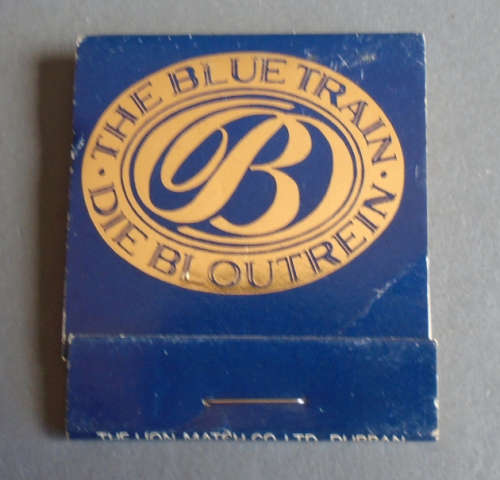 · THE BLUE TRAIN ·
B
DIE BLOUTREIN
THE LION MATCH CO. LTD. DURBAN